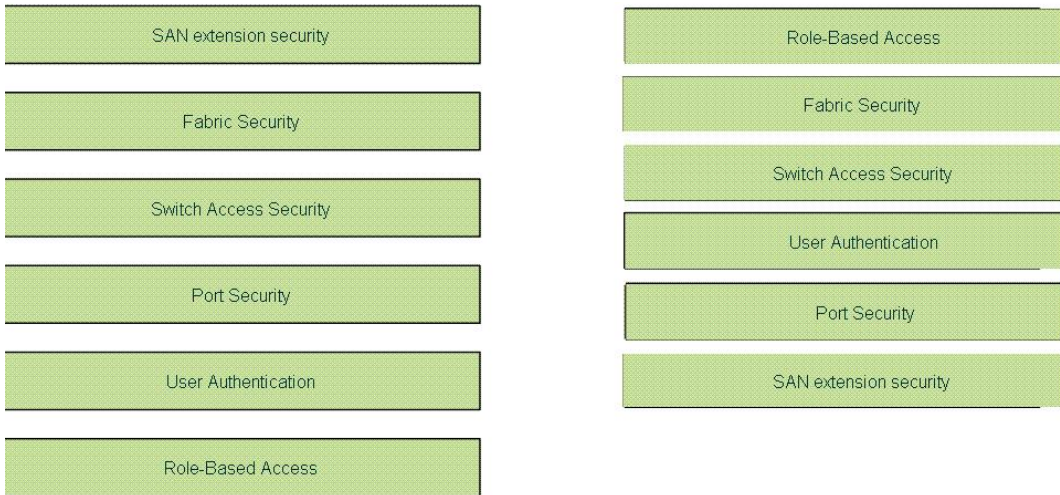 SAN extension security
Fabric Security
Switch Access Security
Port Security
User Authentication
Role-Based Access
Role-Based Access
Fabric Security
Switch Access Security
User Authentication
Port Security
SAN extension security